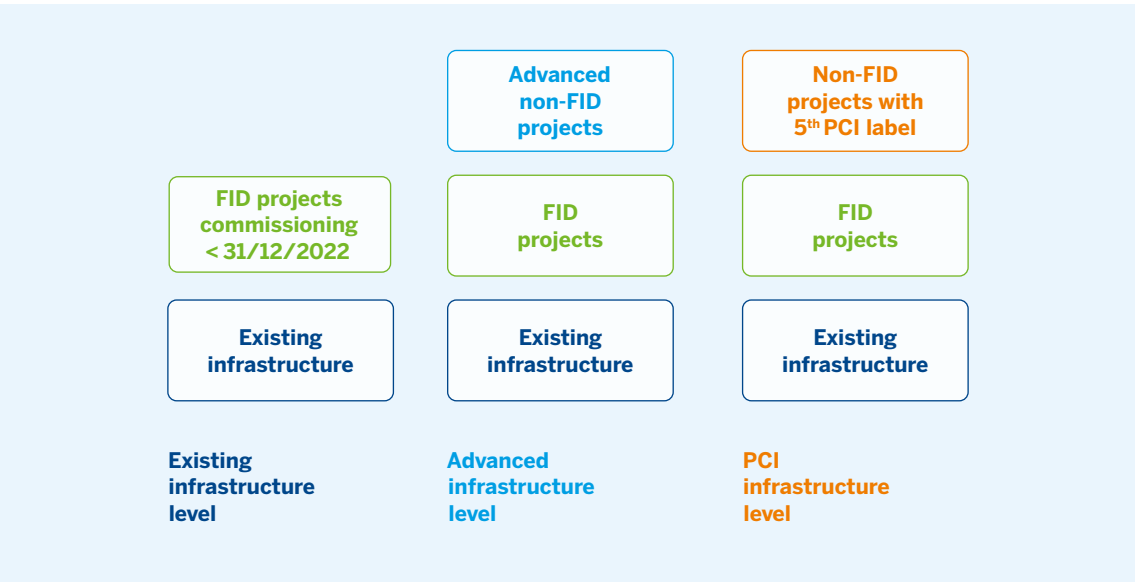 Advanced
non-FID
projects
Non-FID
projects with
5th PCI label
FID projects
commissioning
< 31/12/2022
FID
projects
FID
projects
Existing
infrastructure
Existing
infrastructure
Existing
infrastructure
Existing
infrastructure
level
Advanced
infrastructure
level
PCI
infrastructure
level